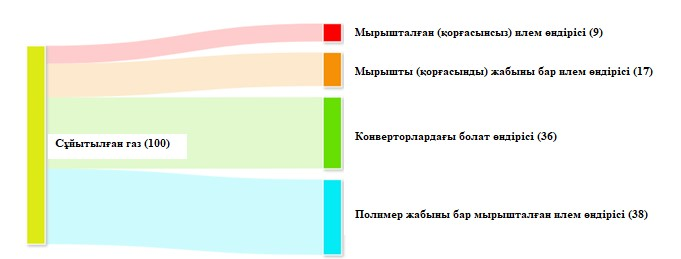 Мырышталған (қорғасынсыз) илем өндірісі (9)
Мырышты (қорғасынды) жабыны бар илем өндірісі (17)
Конверторлардағы болат өндірісі (36)
Сұйытылған газ (100)
Полимер жабыны бар мырышталған илем өндірісі (38)